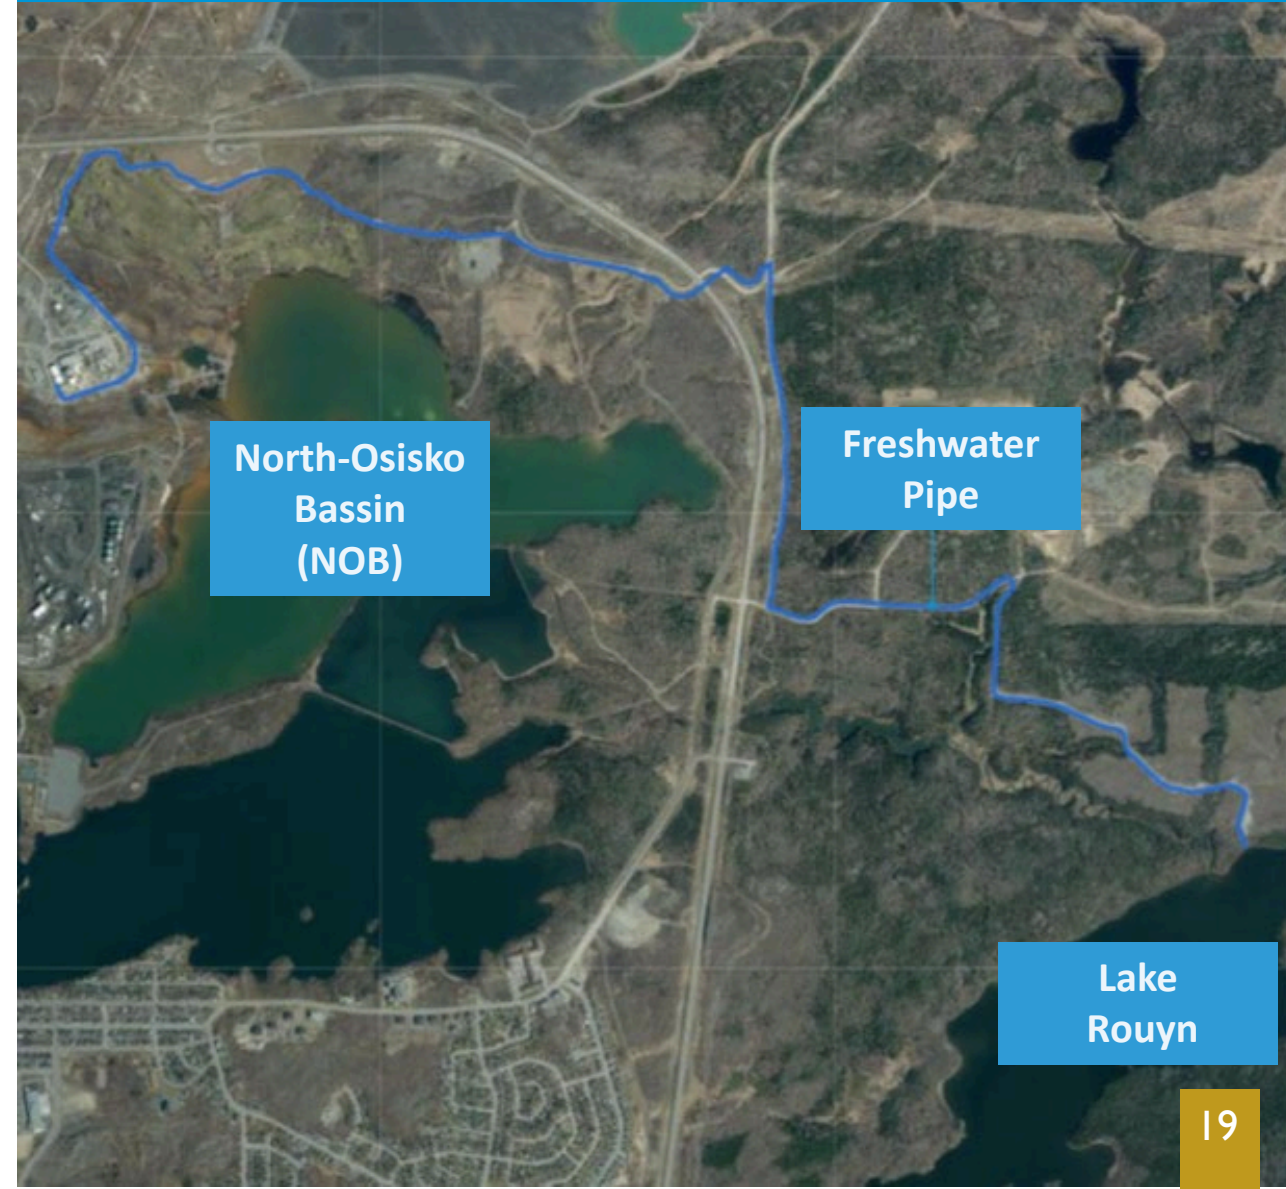 North-Osisko
Bassin
(NOB)
Freshwater
Pipe
Lake
Rouyn
19